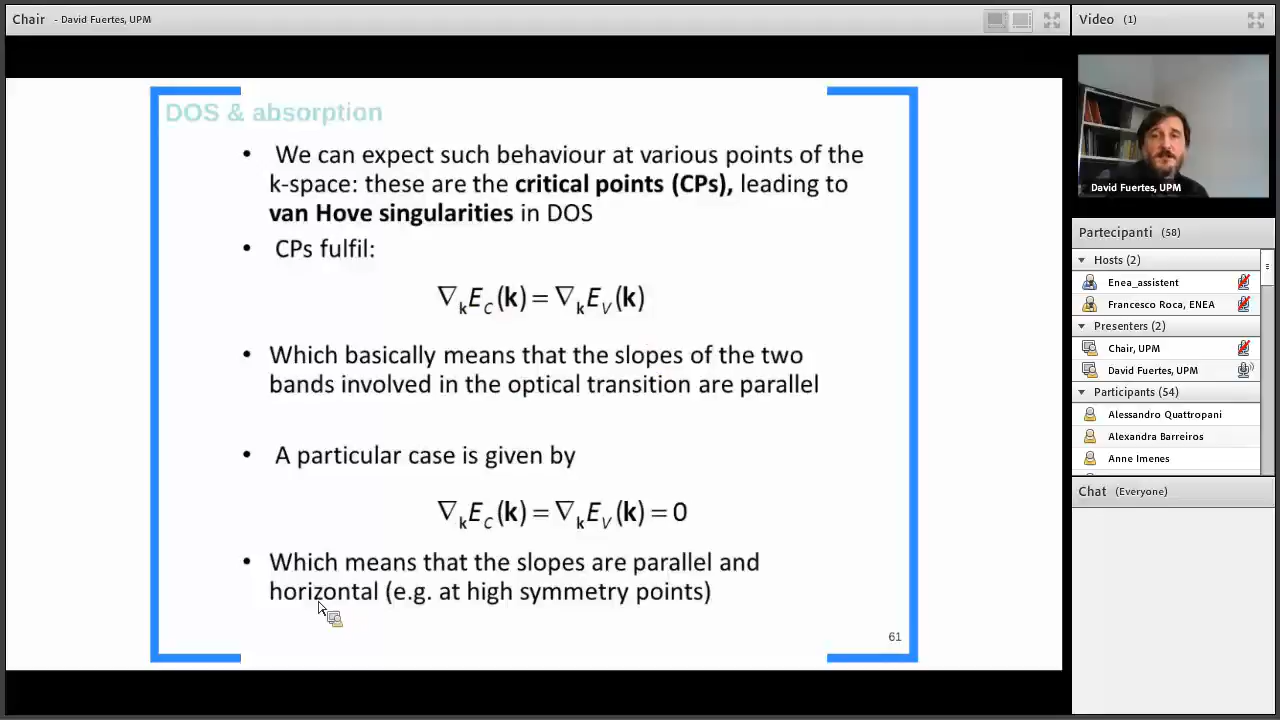 Chair - David Fuertes, UPM
DOS & absorption
• We can expect such behaviour at various points of the
k-space: these are the critical points (CPs), leading to
van Hove singularities in DOS
• CPs fulfil:
∇kEC(k) = ∇kEV(k)
• Which basically means that the slopes of the two
bands involved in the optical transition are parallel
• A particular case is given by
∇kEC(k) = ∇kEV(k) = 0
• Which means that the slopes are parallel and
horizontal (e.g. at high symmetry points)
61
Video (1)
David Fuertes, UPM
Partecipanti (58)
Hosts (2)
Enea_assistent
Francesco Roca, ENEA
Presenters (2)
Chair, UPM
David Fuertes, UPM
Participants (54)
Alessandro Quattropani
Alexandra Barreiros
Anne Imenes
Chat (Everyone)